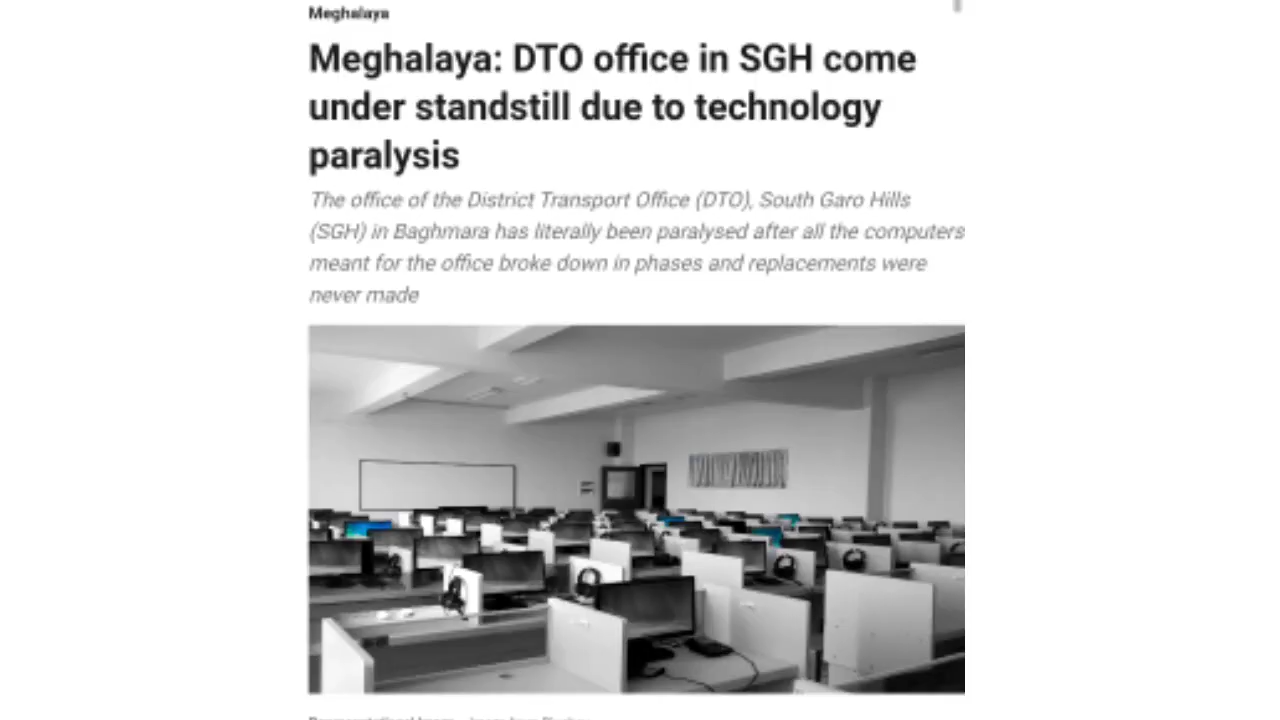 Meghalaya
Meghalaya: DTO office in SGH come
under standstill due to technology
paralysis
The office of the District Transport Office (DTO), South Garo Hills
(SGH) in Baghmara has literally been paralysed after all the computers
meant for the office broke down in phases and replacements were
never made